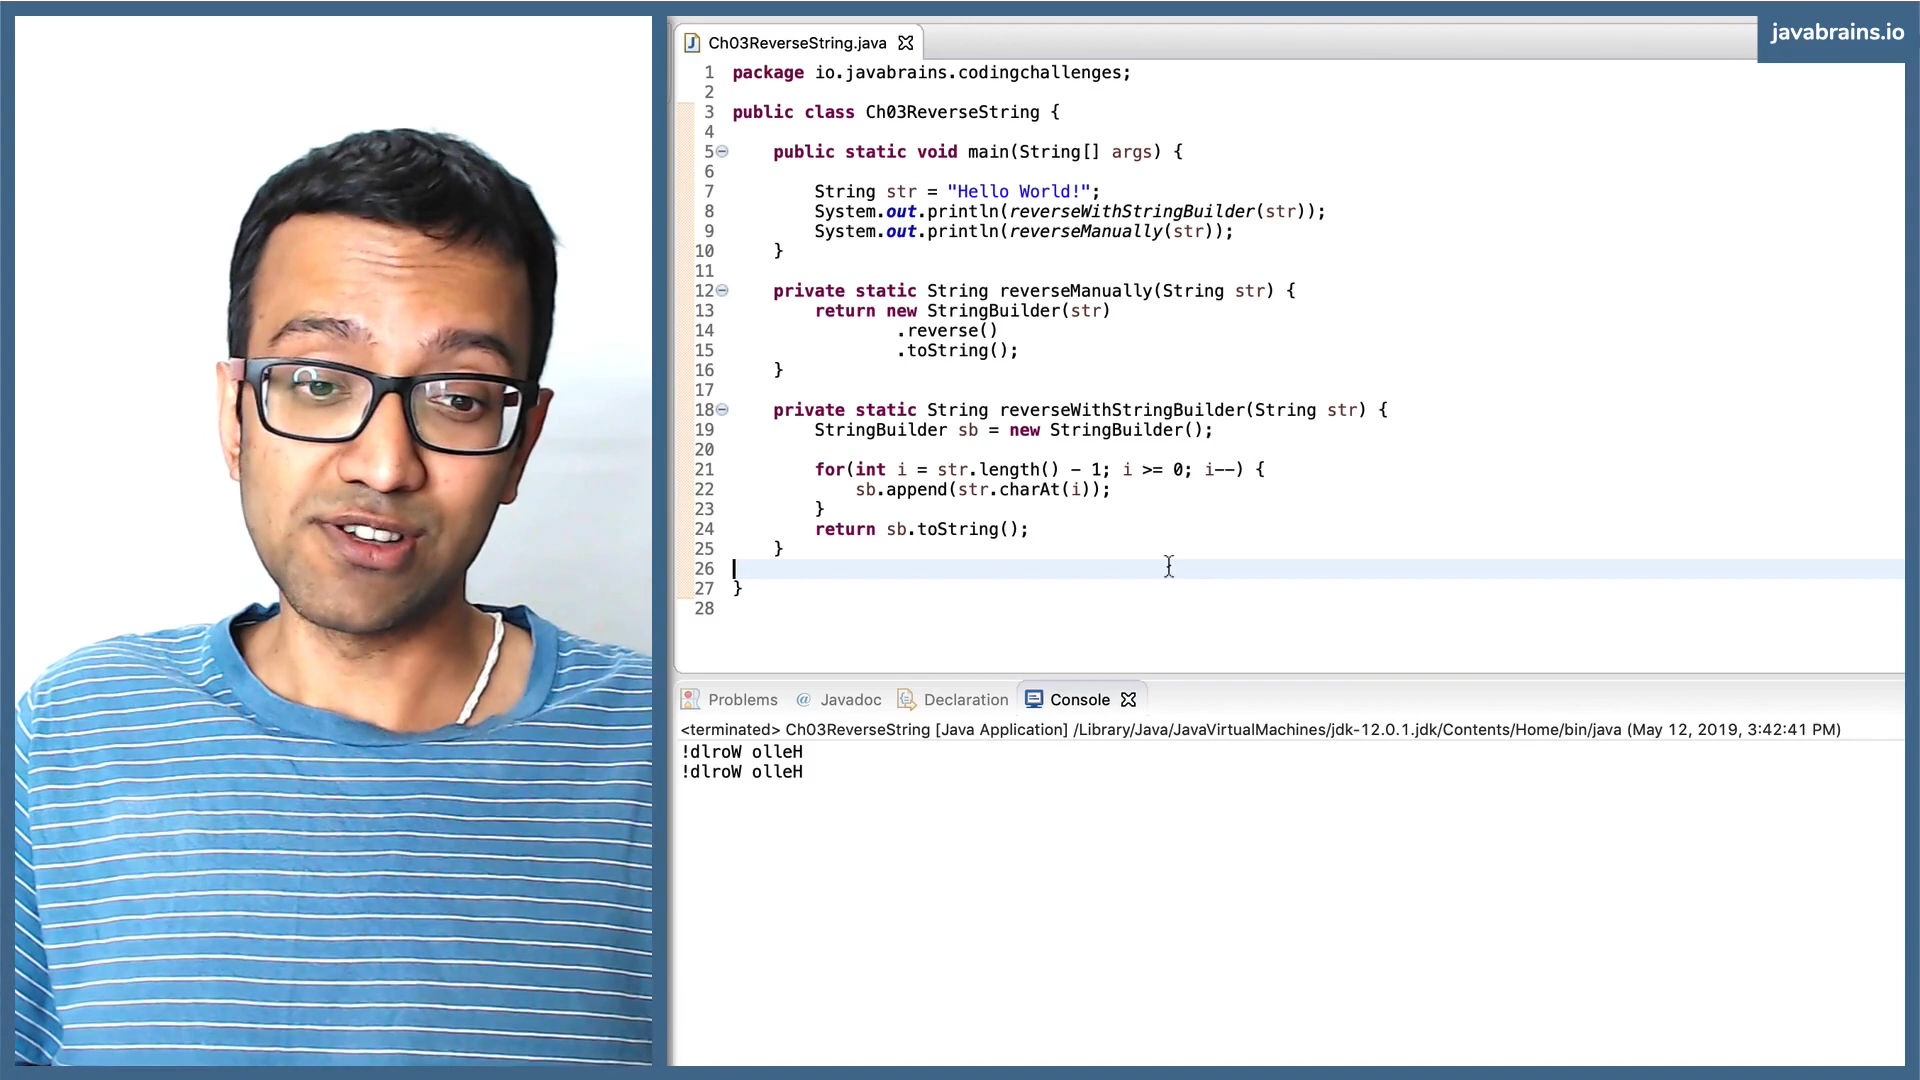 javabrains.io
Ch03ReverseString.java
1 package io.javabrains.codingchallenges;
2
3 public class Ch03ReverseString {
4
5 public static void main(String[] args) {
6
7 String str = "Hello World!";
8 System.out.println(reverseWithStringBuilder(str));
9 System.out.println(reverseManually(str));
10 }
11
12 private static String reverseManually(String str) {
13 return new StringBuilder(str)
14 .reverse()
15 .toString();
16 }
17
18 private static String reverseWithStringBuilder(String str) {
19 StringBuilder sb = new StringBuilder();
20
21 for(int i = str.length() - 1; i >= 0; i--) {
22 sb.append(str.charAt(i));
23 }
24 return sb.toString();
25 }
26
27 }
28
Problems @ Javadoc Declaration Console
<terminated> Ch03ReverseString [Java Application] /Library/Java/JavaVirtualMachines/jdk-12.0.1.jdk/Contents/Home/bin/java (May 12, 2019, 3:42:41 PM)
!dlroW olleH
!dlroW olleH